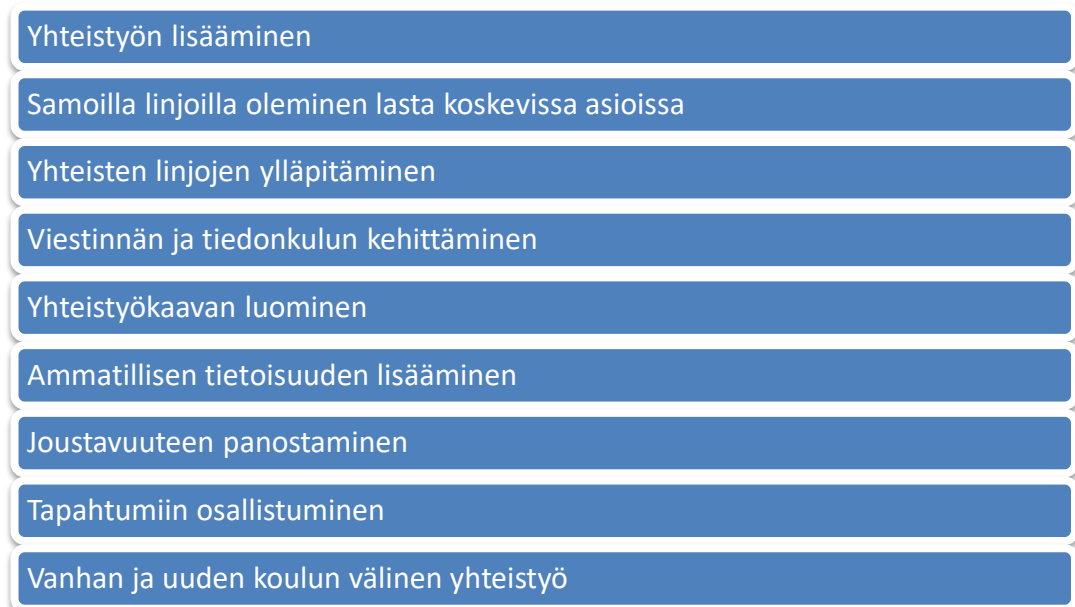 Yhteistyön lisääminen
Samoilla linjoilla oleminen lasta koskevissa asioissa
Yhteisten linjojen ylläpitäminen
Viestinnän ja tiedonkulun kehittäminen
Yhteistyökaavan luominen
Ammatillisen tietoisuuden lisääminen
Joustavuuteen panostaminen
Tapahtumiin osallistuminen
Vanhan ja uuden koulun välinen yhteistyö